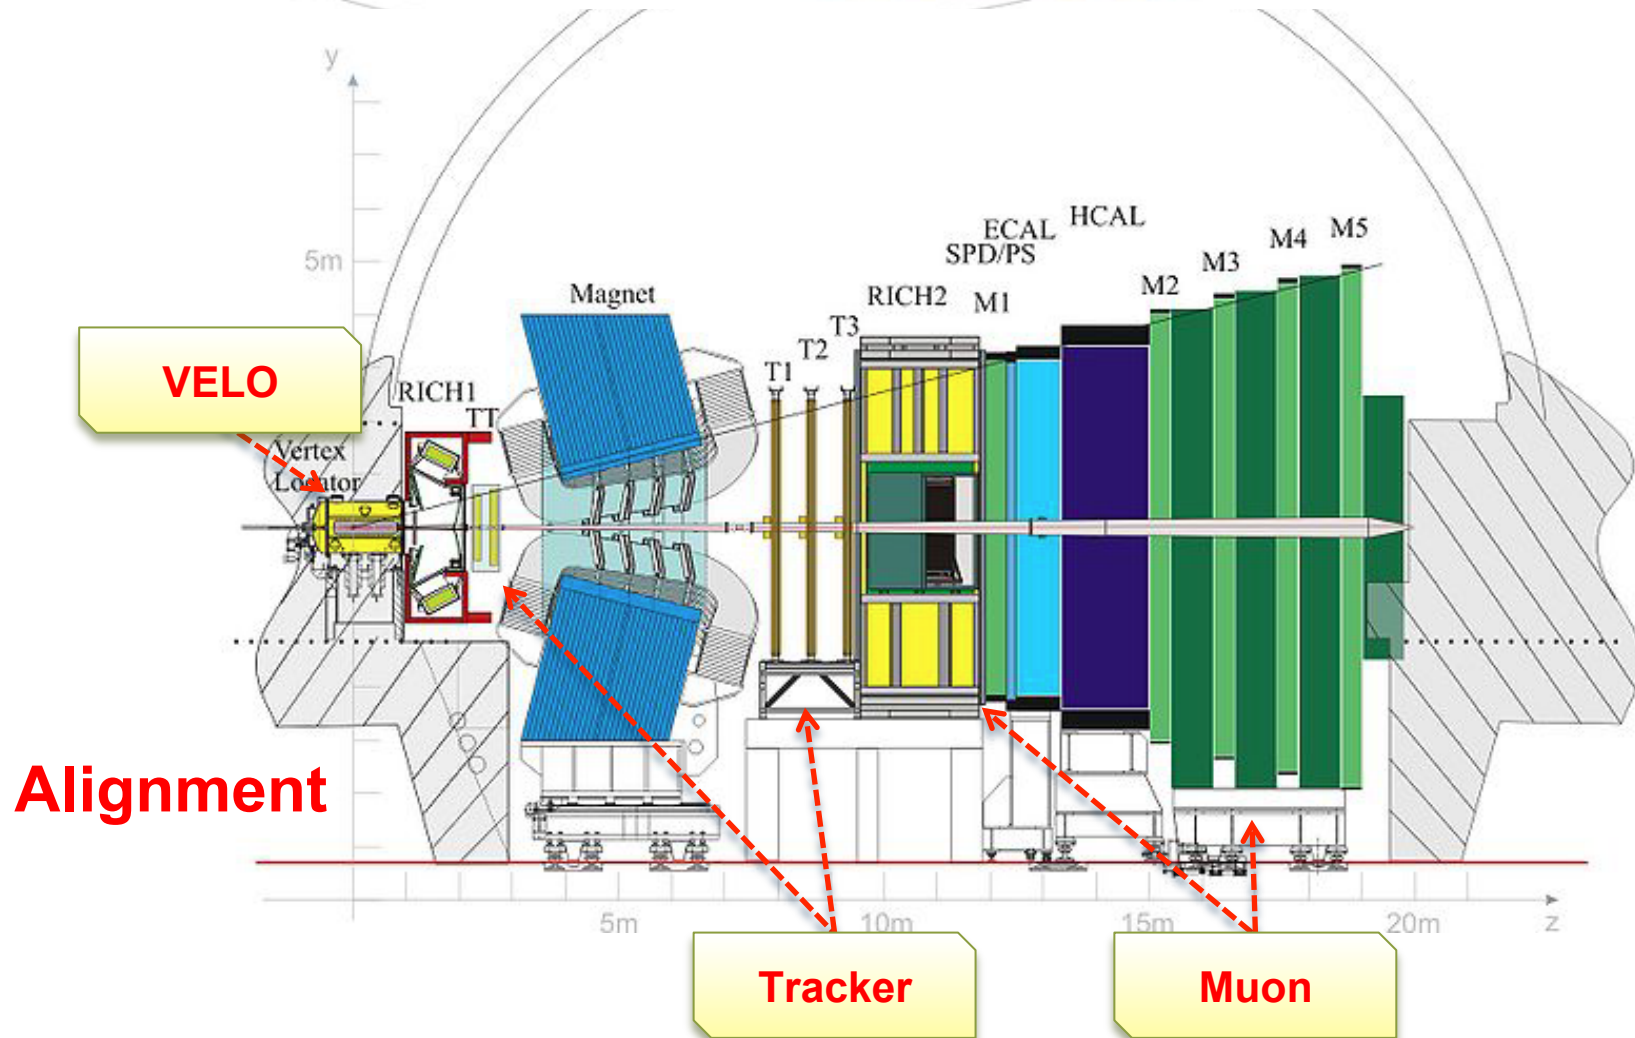 y
HCAL
ECAL
SPD/PS
M5
M4
M3
M2
5m
Magnet
RICH2
M1
T3
T2
T1
VELO
RICH1
TT
Vertex
Locator
Alignment
5m
10m
15m
20m
z
Tracker
Muon